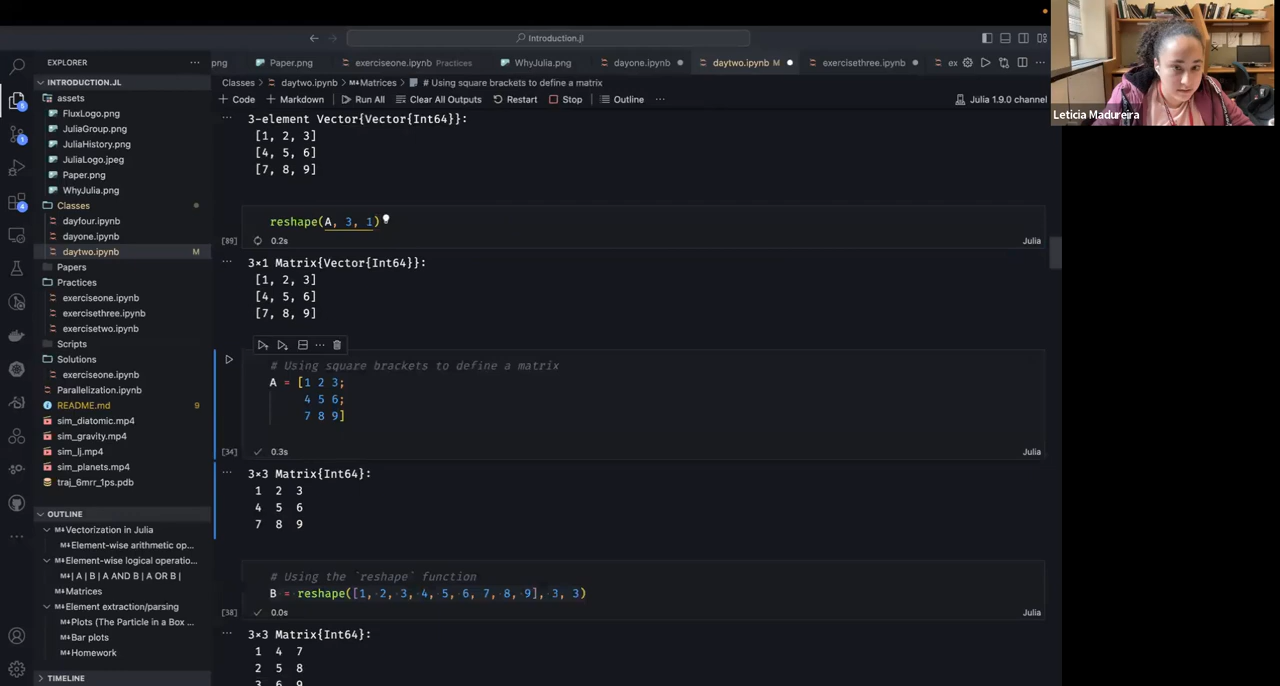 Introduction.jl
EXPLORER
png
Paper.png
exerciseone.ipynb Practices
WhyJulia.png
dayone.ipynb
daytwo.ipynb M
exercisethree.ipynb
ex
INTRODUCTION.JL
Classes > daytwo.ipynb > Matrices > # Using square brackets to define a matrix
+ Code + Markdown Run All Clear All Outputs Restart Stop Outline ...
Julia 1.9.0 channel
assets
FluxLogo.png
JuliaGroup.png
JuliaHistory.png
JuliaLogo.jpeg
Paper.png
WhyJulia.png
Classes
dayfour.ipynb
dayone.ipynb
daytwo.ipynb M
Papers
Practices
exerciseone.ipynb
exercisethree.ipynb
exercisetwo.ipynb
Scripts
Solutions
exerciseone.ipynb
Parallelization.ipynb
README.md 9
sim_diatomic.mp4
sim_gravity.mp4
sim_lj.mp4
sim_planets.mp4
traj_6mrr_1ps.pdb
OUTLINE
Vectorization in Julia
Element-wise arithmetic op...
Element-wise logical operatio...
| A | B | A AND B | A OR B |
Matrices
Element extraction/parsing
Plots (The Particle in a Box ...
Bar plots
Homework
TIMELINE
5
1
4
3-element Vector{Vector{Int64}}:
[1, 2, 3]
[4, 5, 6]
[7, 8, 9]
reshape(A, 3, 1)
[89] 0.2s Julia
3×1 Matrix{Vector{Int64}}:
[1, 2, 3]
[4, 5, 6]
[7, 8, 9]
# Using square brackets to define a matrix
A = [1 2 3;
4 5 6;
7 8 9]
[34] 0.3s Julia
3×3 Matrix{Int64}:
1 2 3
4 5 6
7 8 9
# Using the `reshape` function
B = reshape([1, 2, 3, 4, 5, 6, 7, 8, 9], 3, 3)
[38] 0.0s Julia
3×3 Matrix{Int64}:
1 4 7
2 5 8
3 6 9
Leticia Madureira